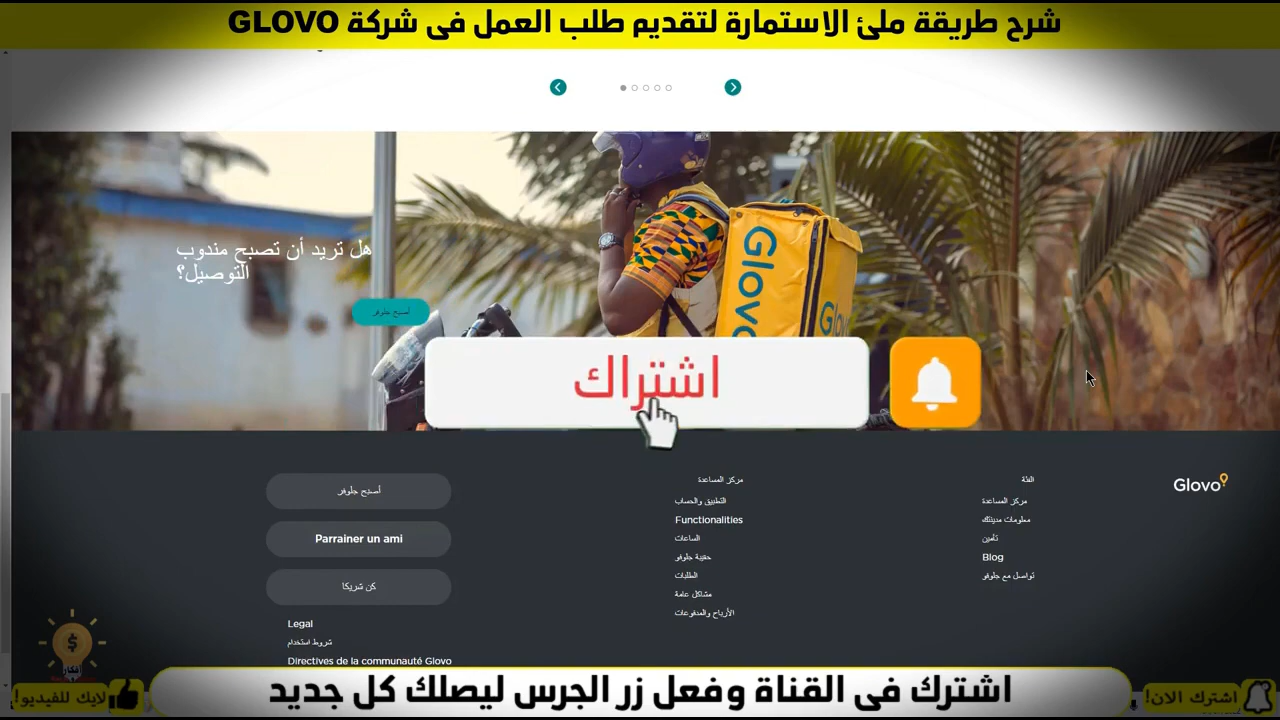 شرح طريقة ملئ الاستمارة لتقديم طلب العمل فى شركة GLOVO
هل تريد أن تصبح مندوب
التوصيل؟
أصبح جلوفر
Glovo
اشتراك
Glovo
الفئة
مركز المساعدة
معلومات مدينتك
تأمين
Blog
تواصل مع جلوفو
مركز المساعدة
التطبيق والحساب
Functionalities
الساعات
حقيبة جلوفو
الطلبات
مشاكل عامة
الأرباح والمدفوعات
أصبح جلوفر
Parrainer un ami
كن شريكا
Legal
شروط استخدام
Directives de la communauté Glovo
أفكار
اشترك الان!
اشترك فى القناة وفعل زر الجرس ليصلك كل جديد
لايك للفيديو!